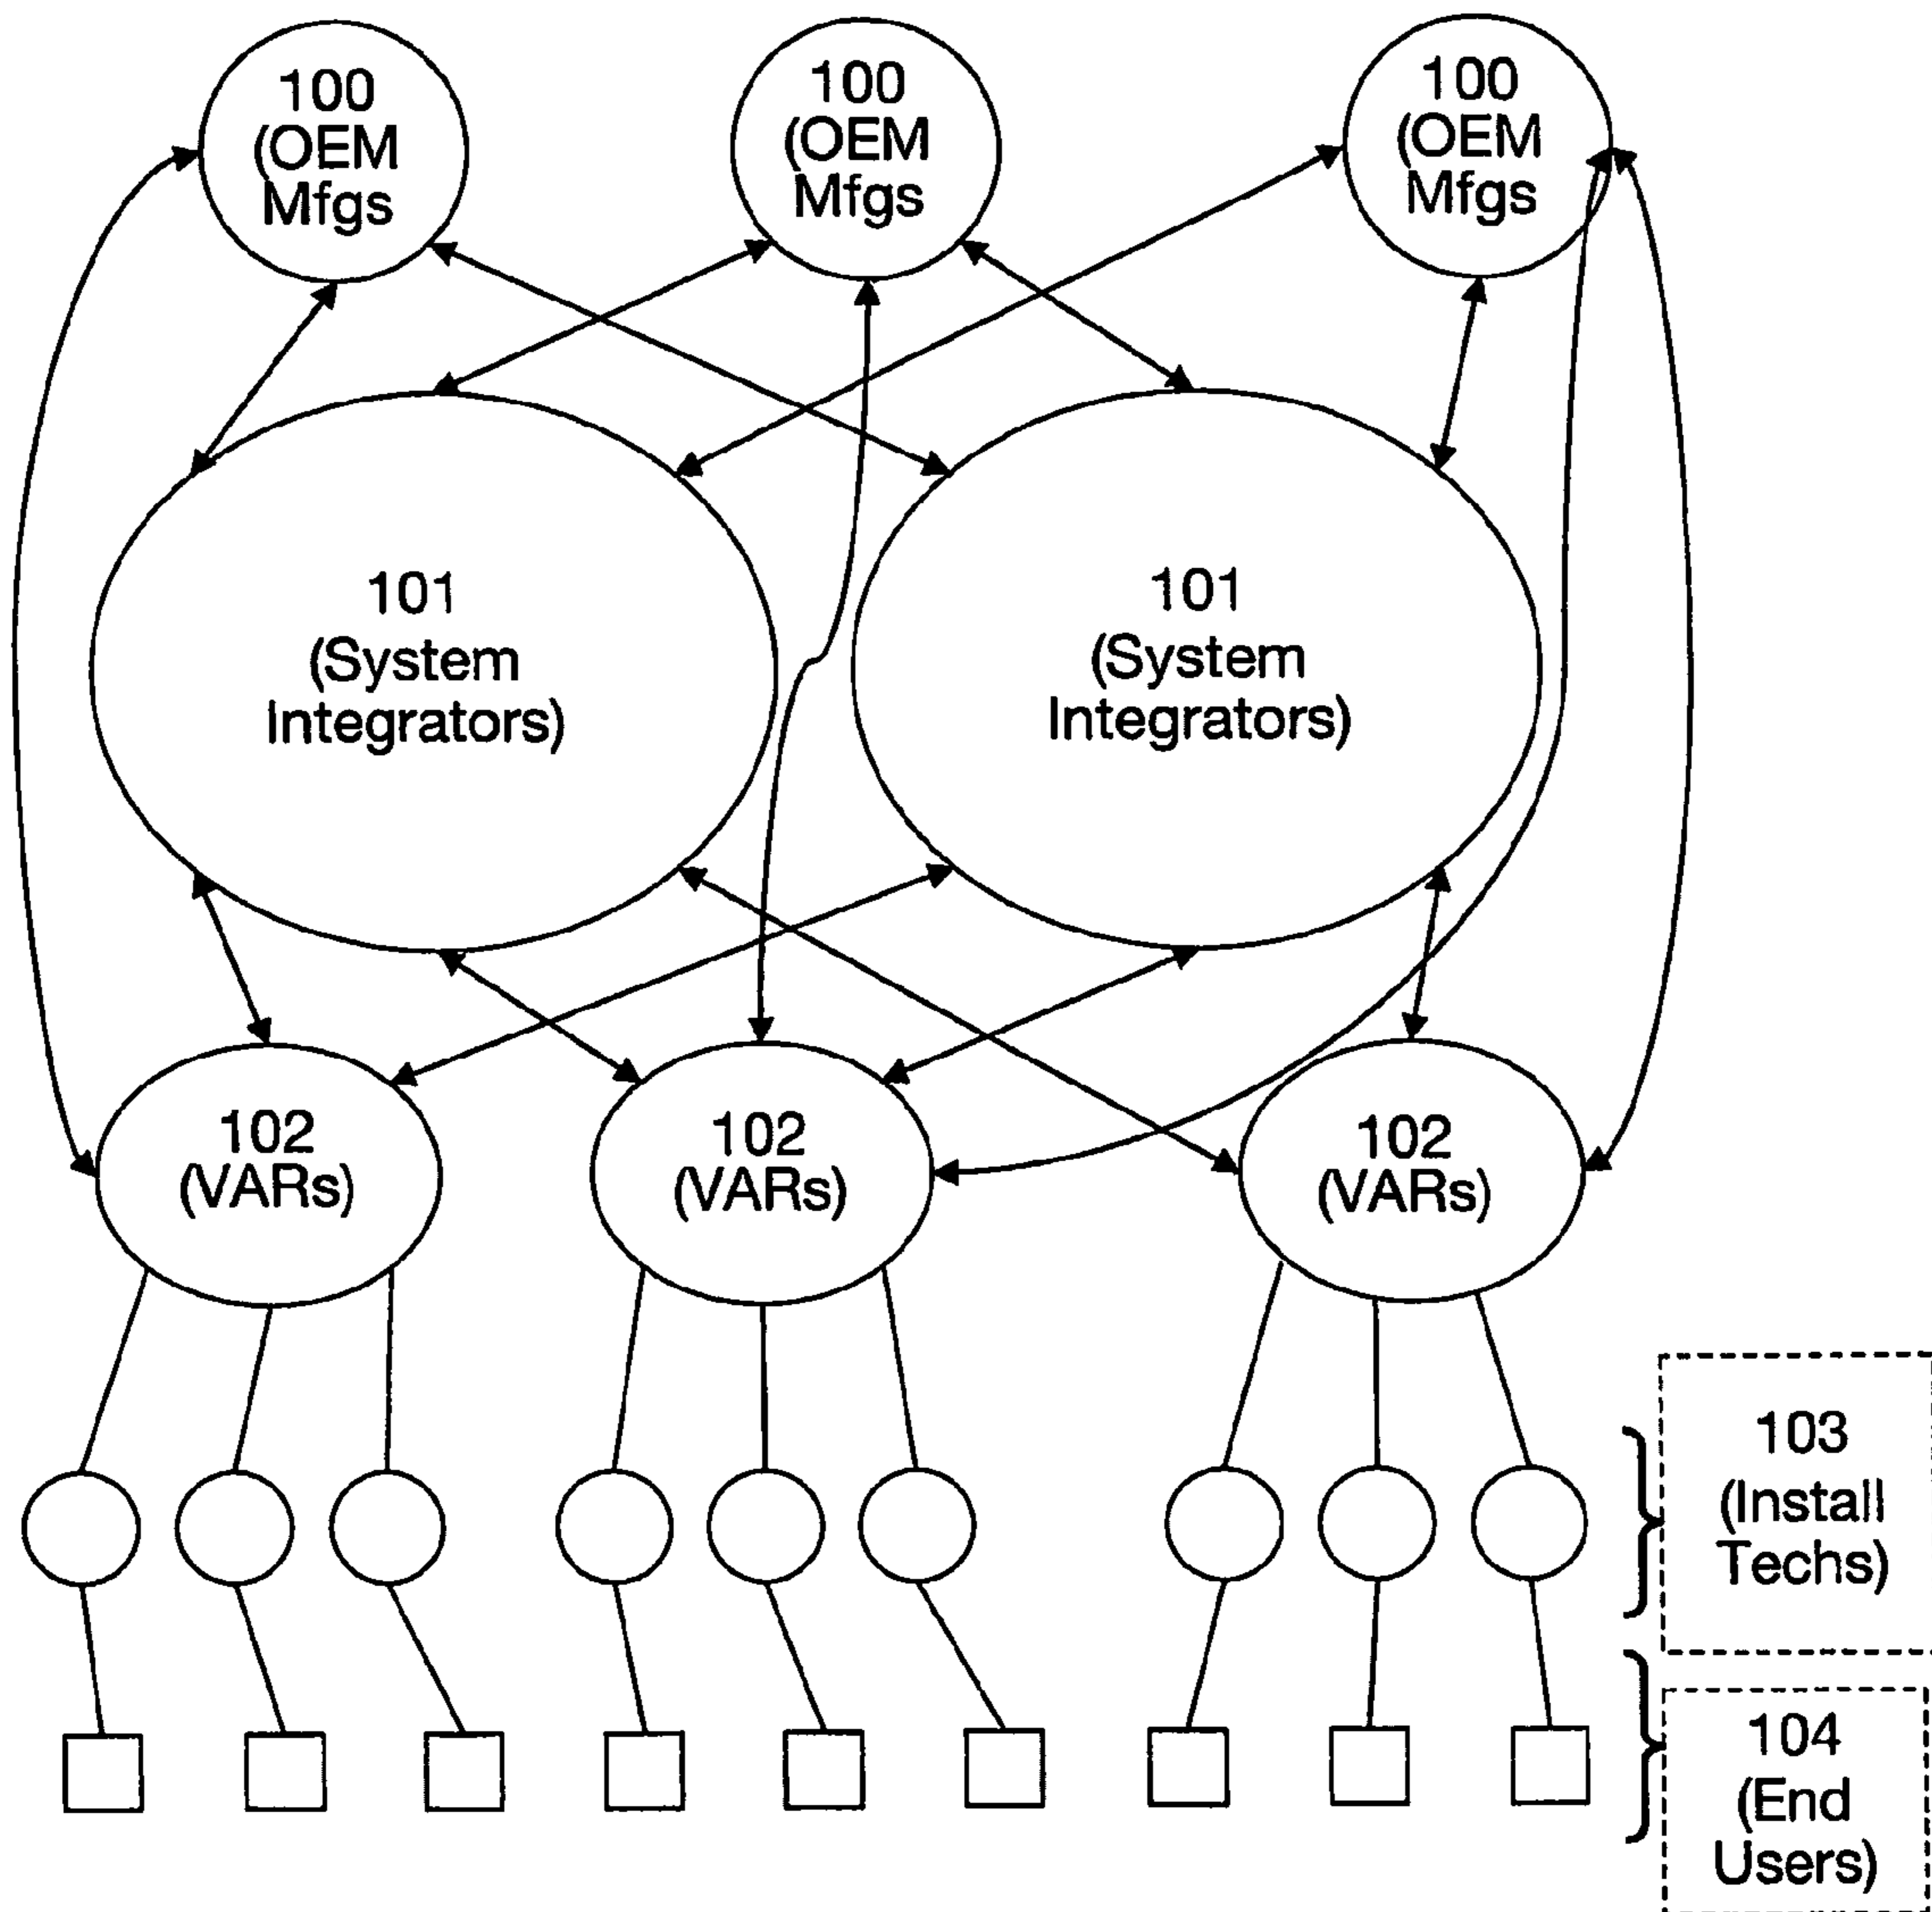 100
(OEM
Mfgs
100
(OEM
Mfgs
100
(OEM
Mfgs
101
(System
Integrators)
101
(System
Integrators)
102
(VARs)
102
(VARs)
102
(VARs)
103
(Install
Techs)
104
(End
Users)